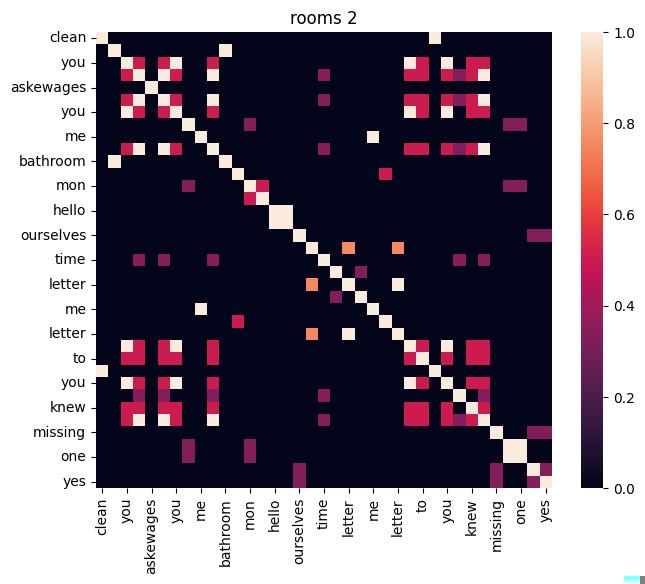 rooms 2
clean
you
askewages
you
me
bathroom
mon
hello
ourselves
time
letter
me
letter
to
you
knew
missing
one
yes
1.0
0.8
0.6
0.4
0.2
0.0
clean
you
askewages
you
me
bathroom
mon
hello
ourselves
time
letter
me
letter
to
you
knew
missing
one
yes